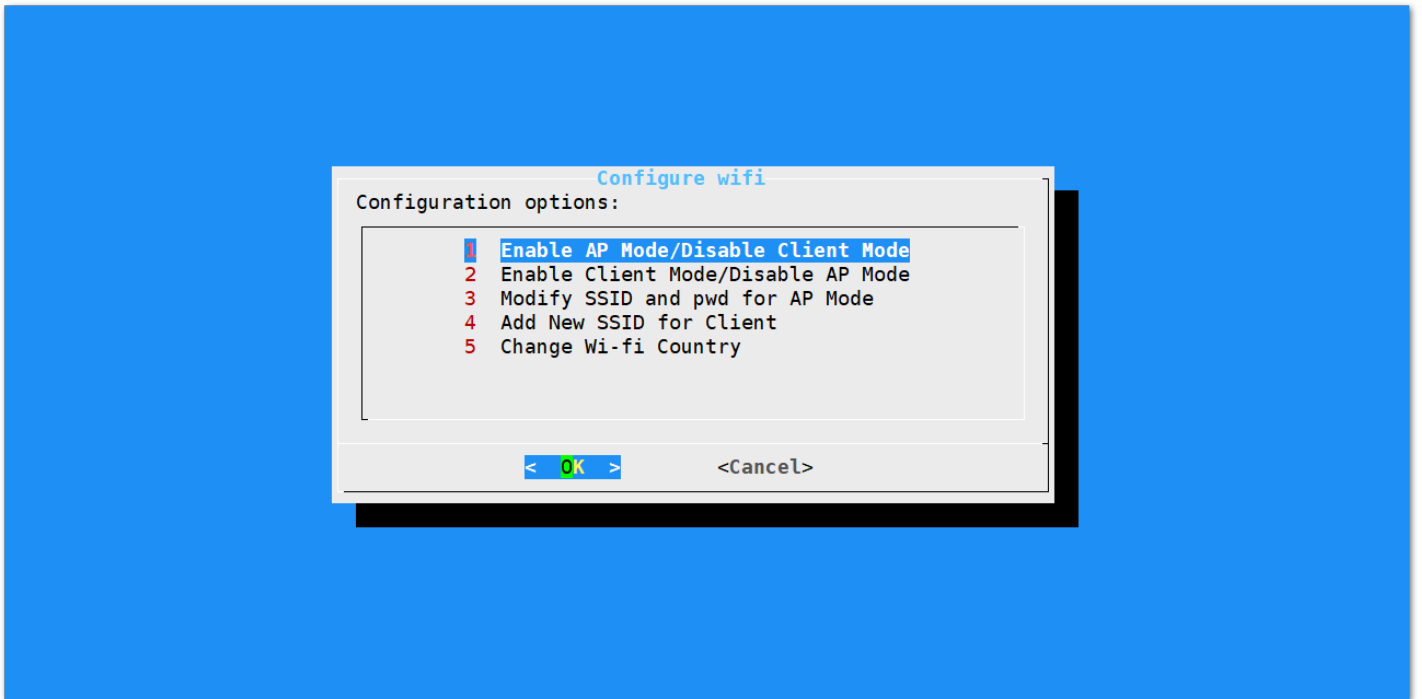 Configure wifi
Configuration options:
1 Enable AP Mode/Disable Client Mode
2 Enable Client Mode/Disable AP Mode
3 Modify SSID and pwd for AP Mode
4 Add New SSID for Client
5 Change Wi-fi Country
< OK > <Cancel>